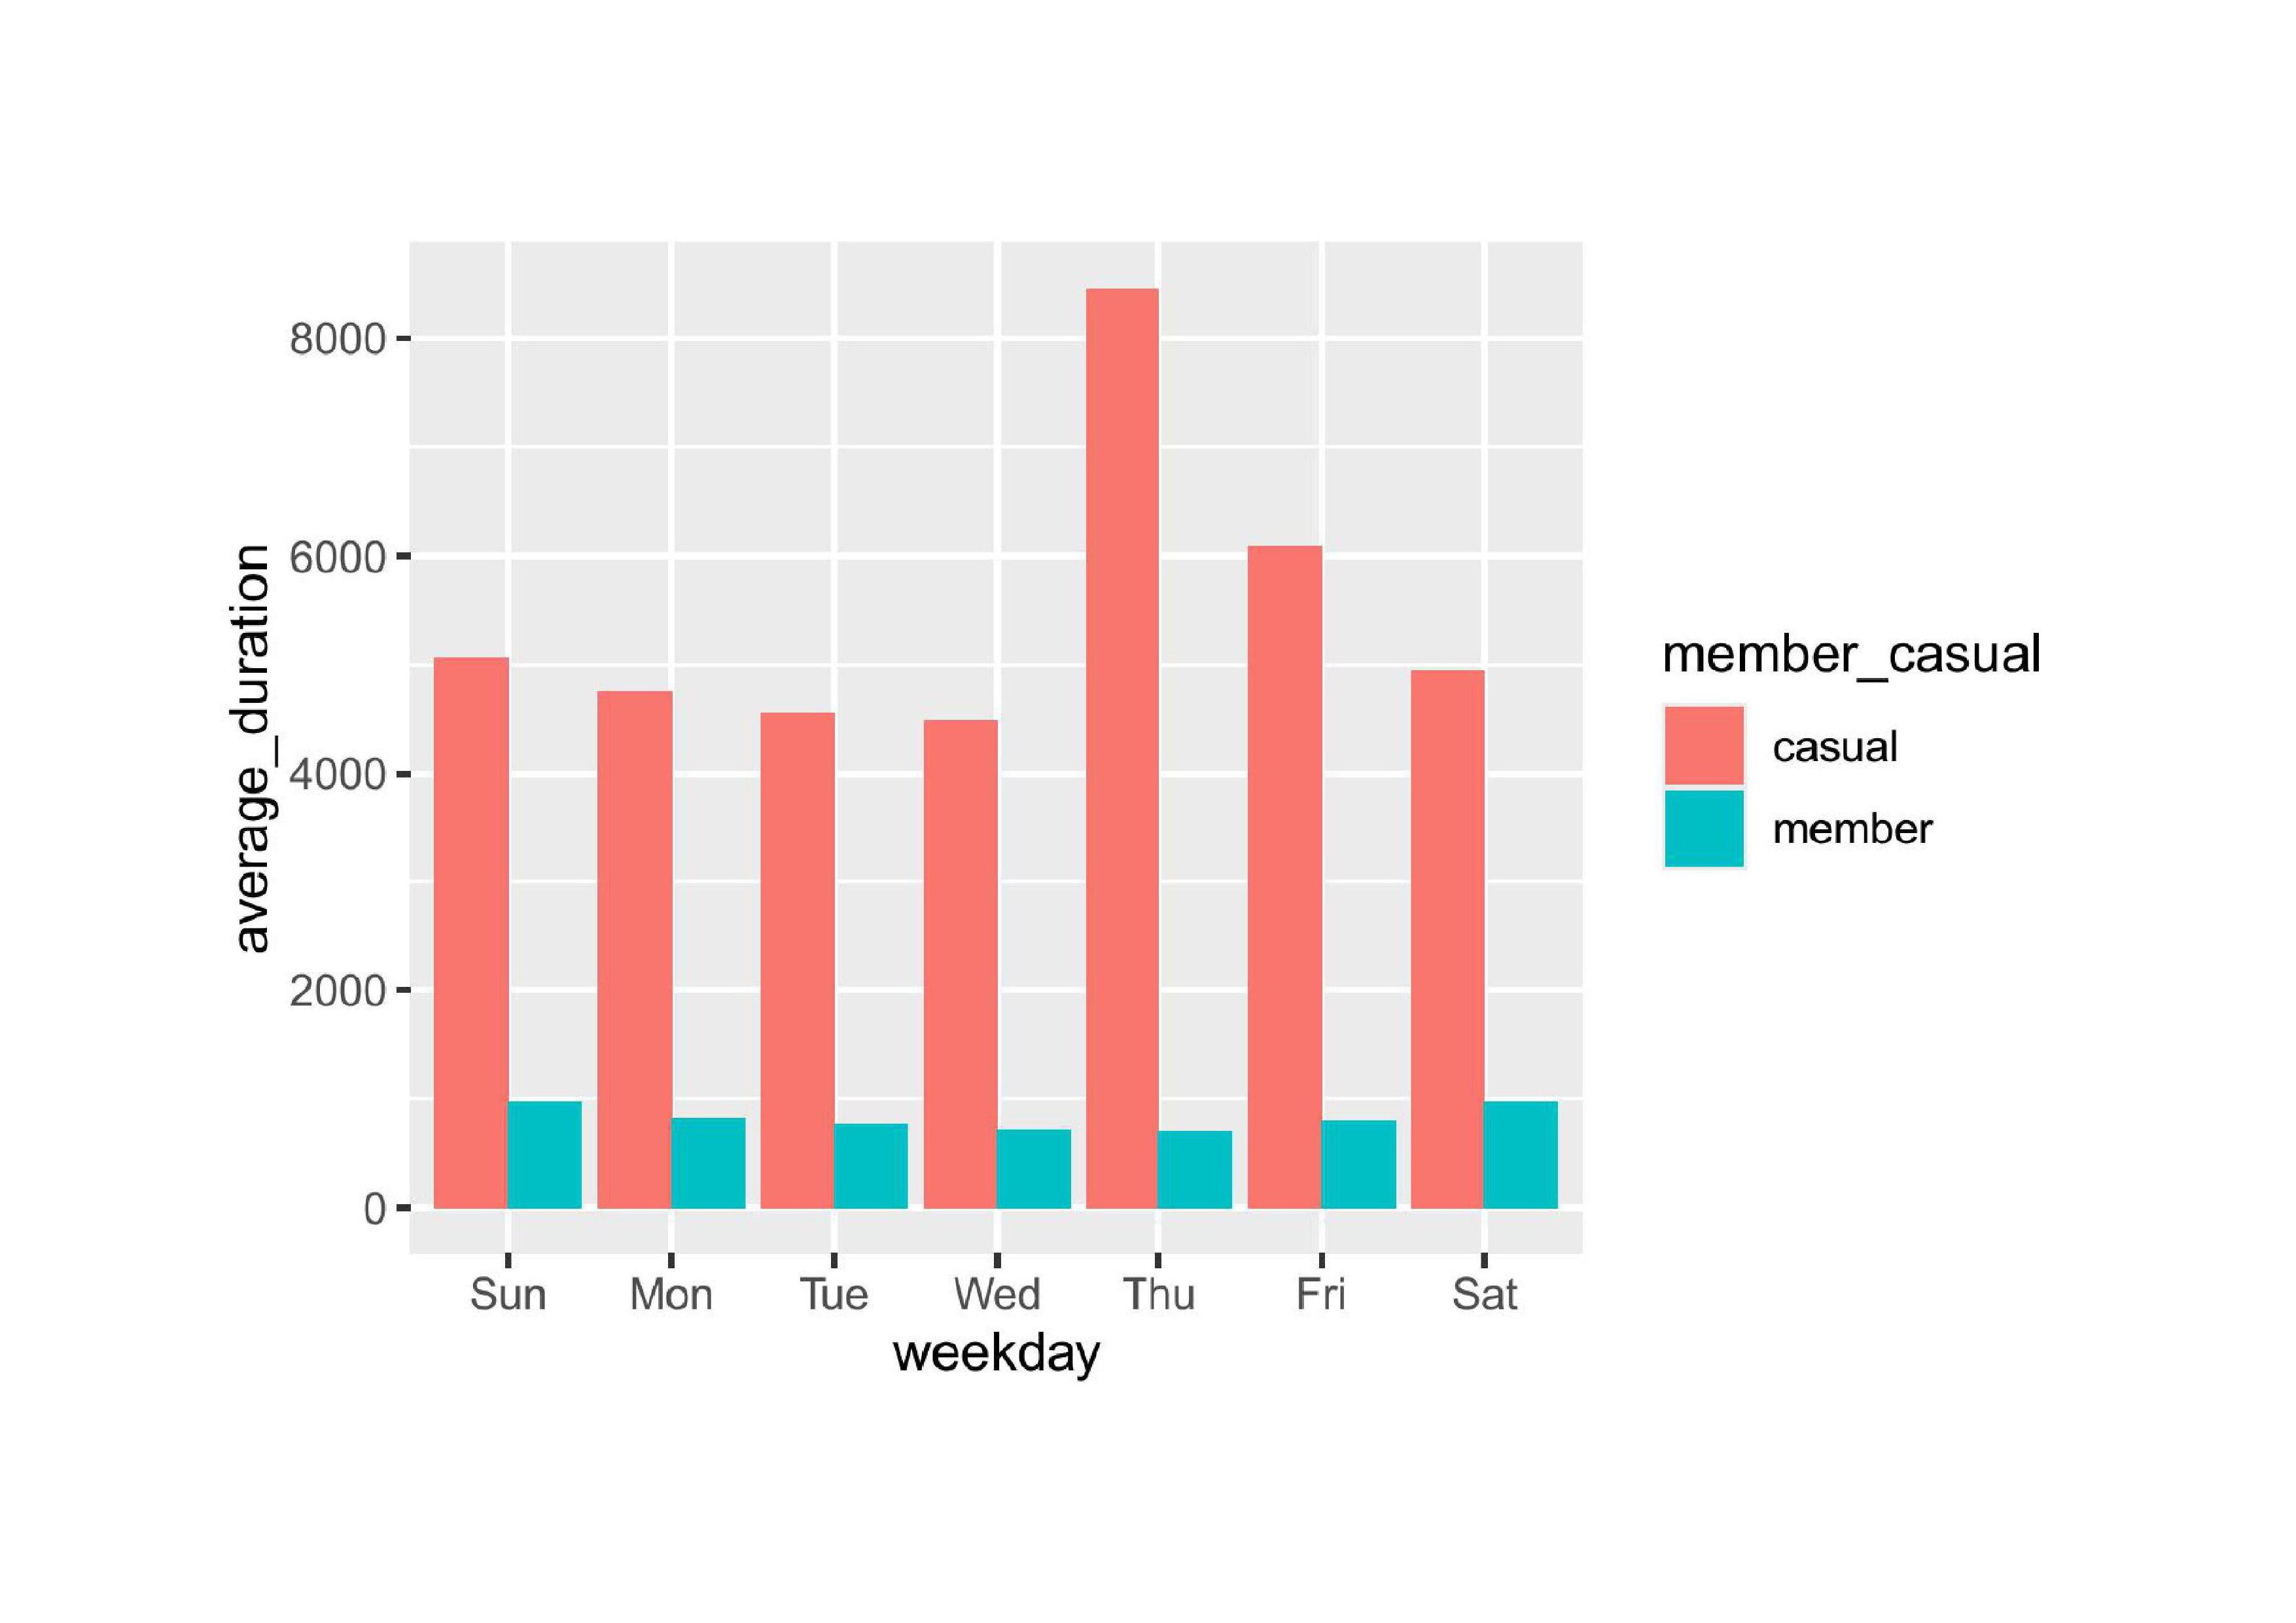 average_duration
8000
6000
4000
2000
0
Sun Mon Tue Wed Thu Fri Sat
weekday
member_casual
casual
member